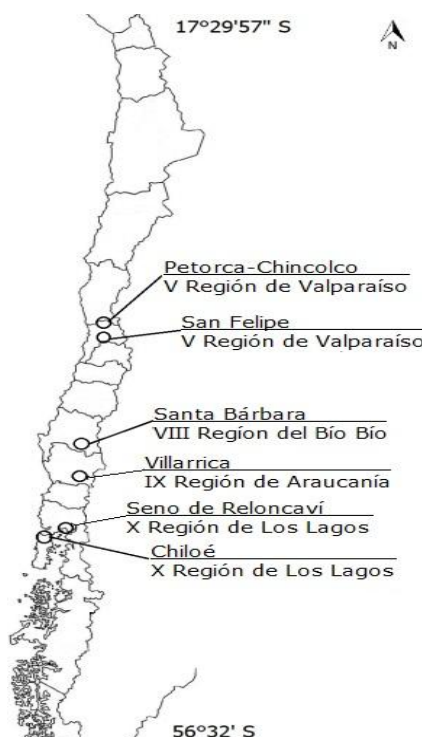 17°29'57" S
N
Petorca-Chincolco
V Región de Valparaíso
San Felipe
V Región de Valparaíso
Santa Bárbara
VIII Regíon del Bío Bío
Villarrica
IX Región de Araucanía
Seno de Reloncaví
X Región de Los Lagos
Chiloé
X Región de Los Lagos
56°32' S